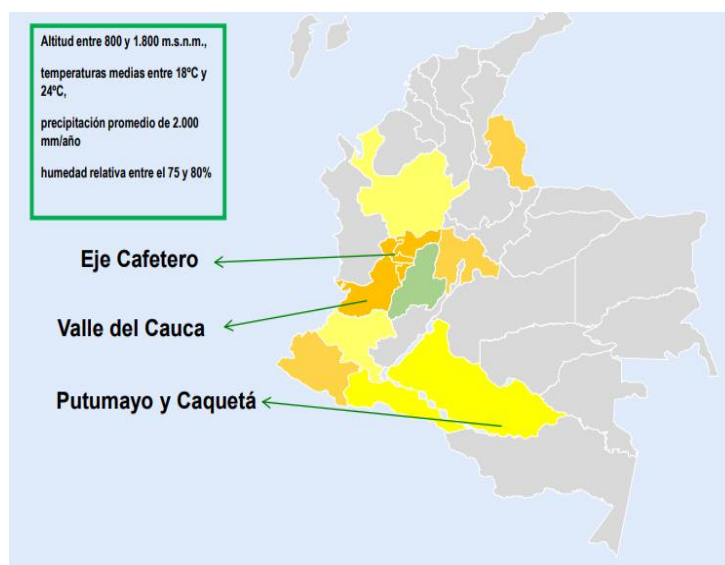 Altitud entre 800 y 1.800 m.s.n.m.,
temperaturas medias entre 18ºC y
24ºC,
precipitación promedio de 2.000
mm/año
humedad relativa entre el 75 y 80%
Eje Cafetero
Valle del Cauca
Putumayo y Caquetá